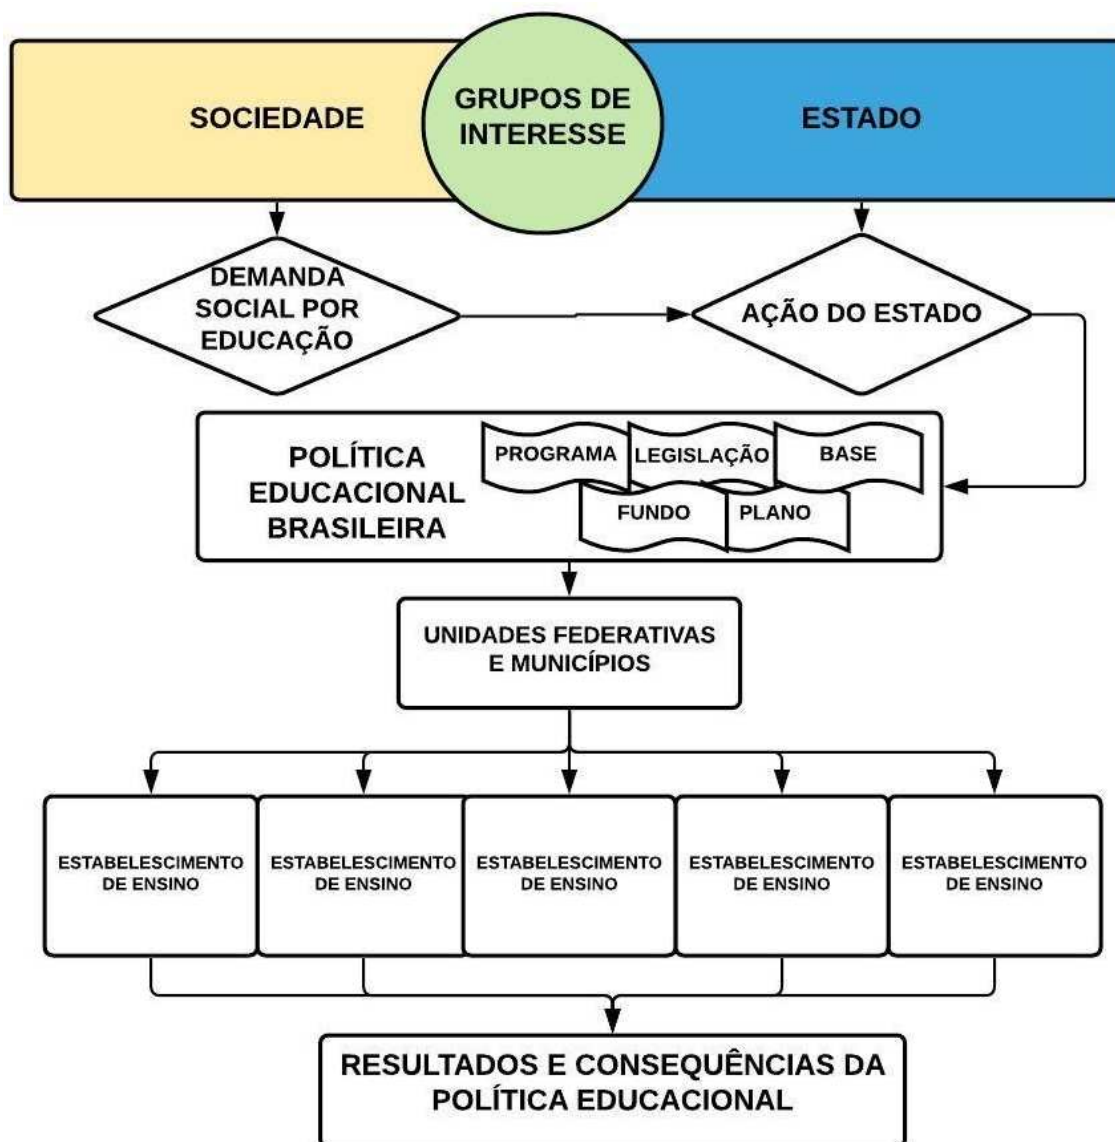 SOCIEDADE
GRUPOS DE
INTERESSE
ESTADO
DEMANDA
SOCIAL POR
EDUCAÇÃO
AÇÃO DO ESTADO
POLÍTICA
EDUCACIONAL
BRASILEIRA
PROGRAMA
LEGISLAÇÃO
BASE
FUNDO
PLANO
UNIDADES FEDERATIVAS
E MUNICÍPIOS
ESTABELESCIMENTO
DE ENSINO
ESTABELESCIMENTO
DE ENSINO
ESTABELESCIMENTO
DE ENSINO
ESTABELESCIMENTO
DE ENSINO
ESTABELESCIMENTO
DE ENSINO
RESULTADOS E CONSEQUÊNCIAS DA
POLÍTICA EDUCACIONAL